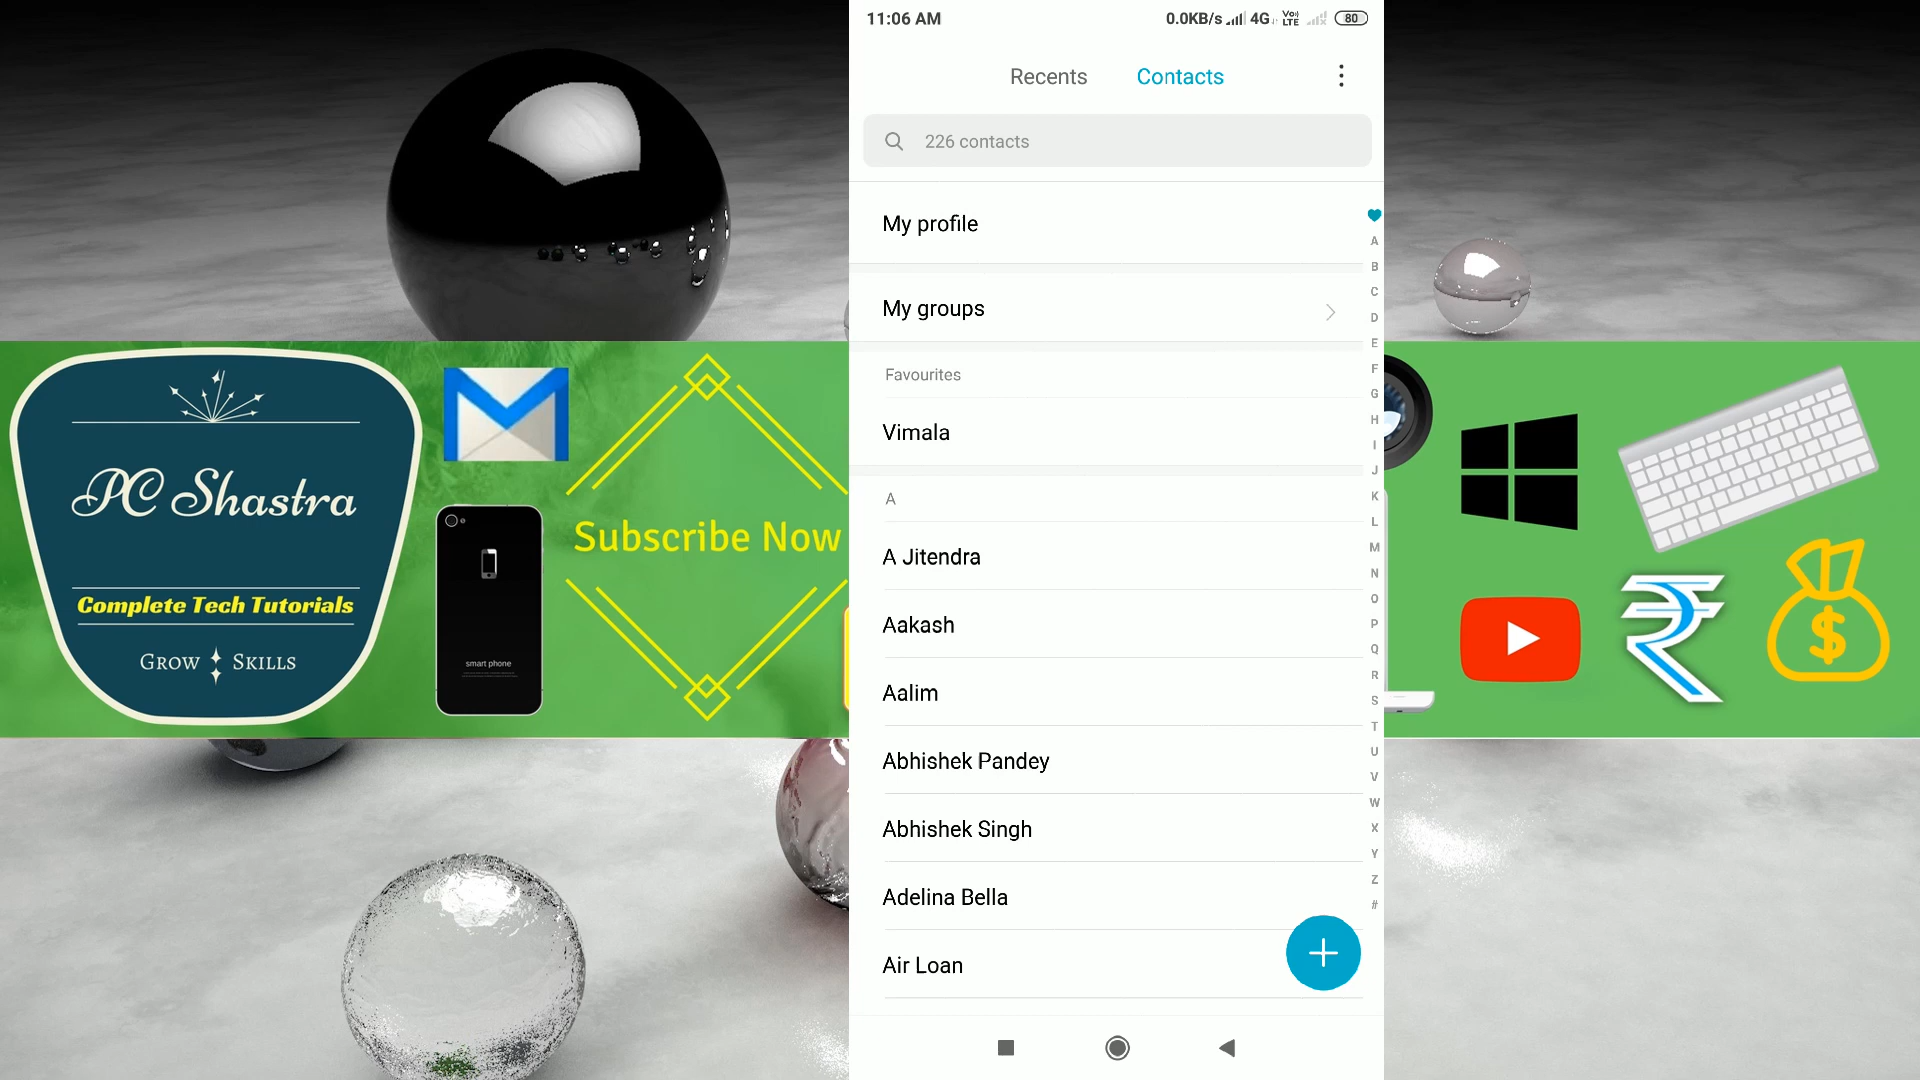 11:06 AM
0.0KB/s 4G Vo LTE 80
Recents Contacts
226 contacts
My profile
My groups
Favourites
Vimala
A
A Jitendra
Aakash
Aalim
Abhishek Pandey
Abhishek Singh
Adelina Bella
Air Loan
A
B
C
D
E
F
G
H
I
J
K
L
M
N
O
P
Q
R
S
T
U
V
W
X
Y
Z
#
PC Shastra
Complete Tech Tutorials
Grow Skills
smart phone
Subscribe Now